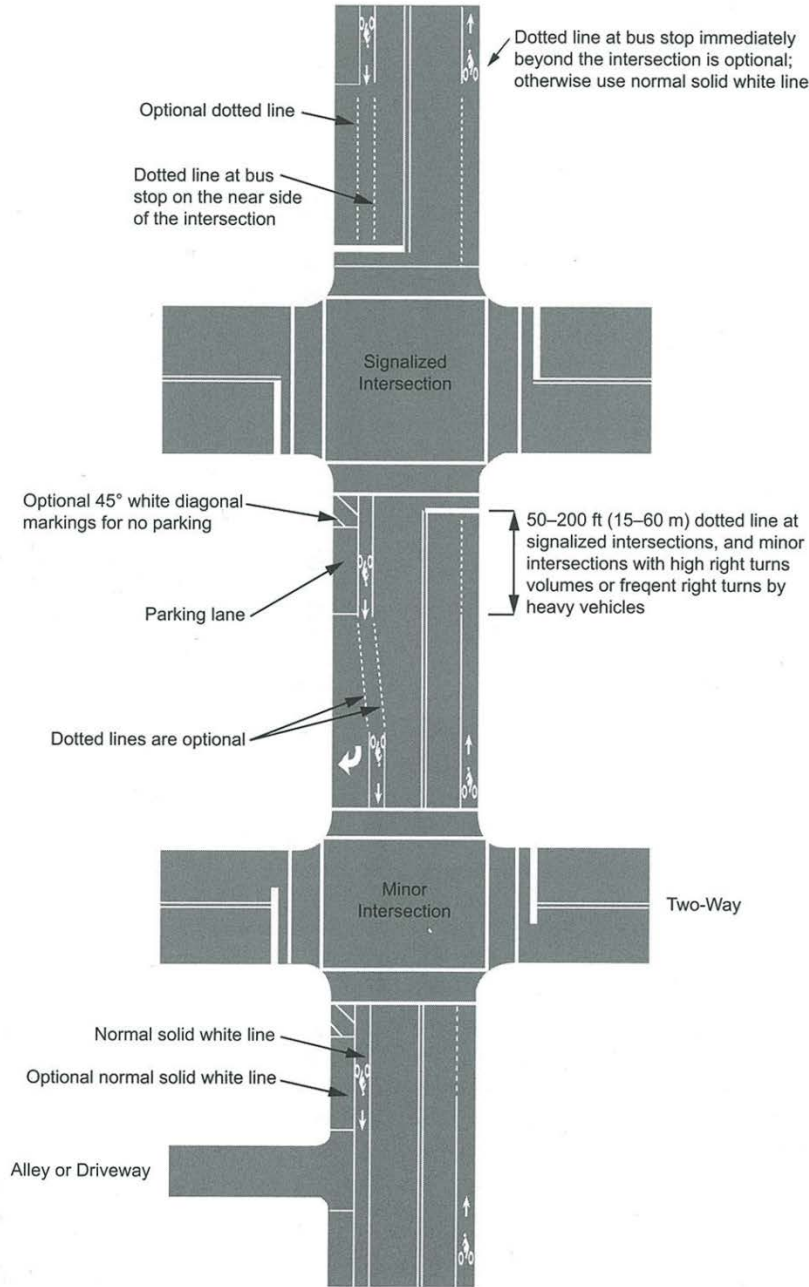 Dotted line at bus stop immediately
beyond the intersection is optional;
otherwise use normal solid white line
Optional dotted line
Dotted line at bus
stop on the near side
of the intersection
Signalized
Intersection
Optional 45° white diagonal
markings for no parking
50–200 ft (15–60 m) dotted line at
signalized intersections, and minor
intersections with high right turns
volumes or freqent right turns by
heavy vehicles
Parking lane
Dotted lines are optional
Minor
Intersection
Two-Way
Normal solid white line
Optional normal solid white line
Alley or Driveway